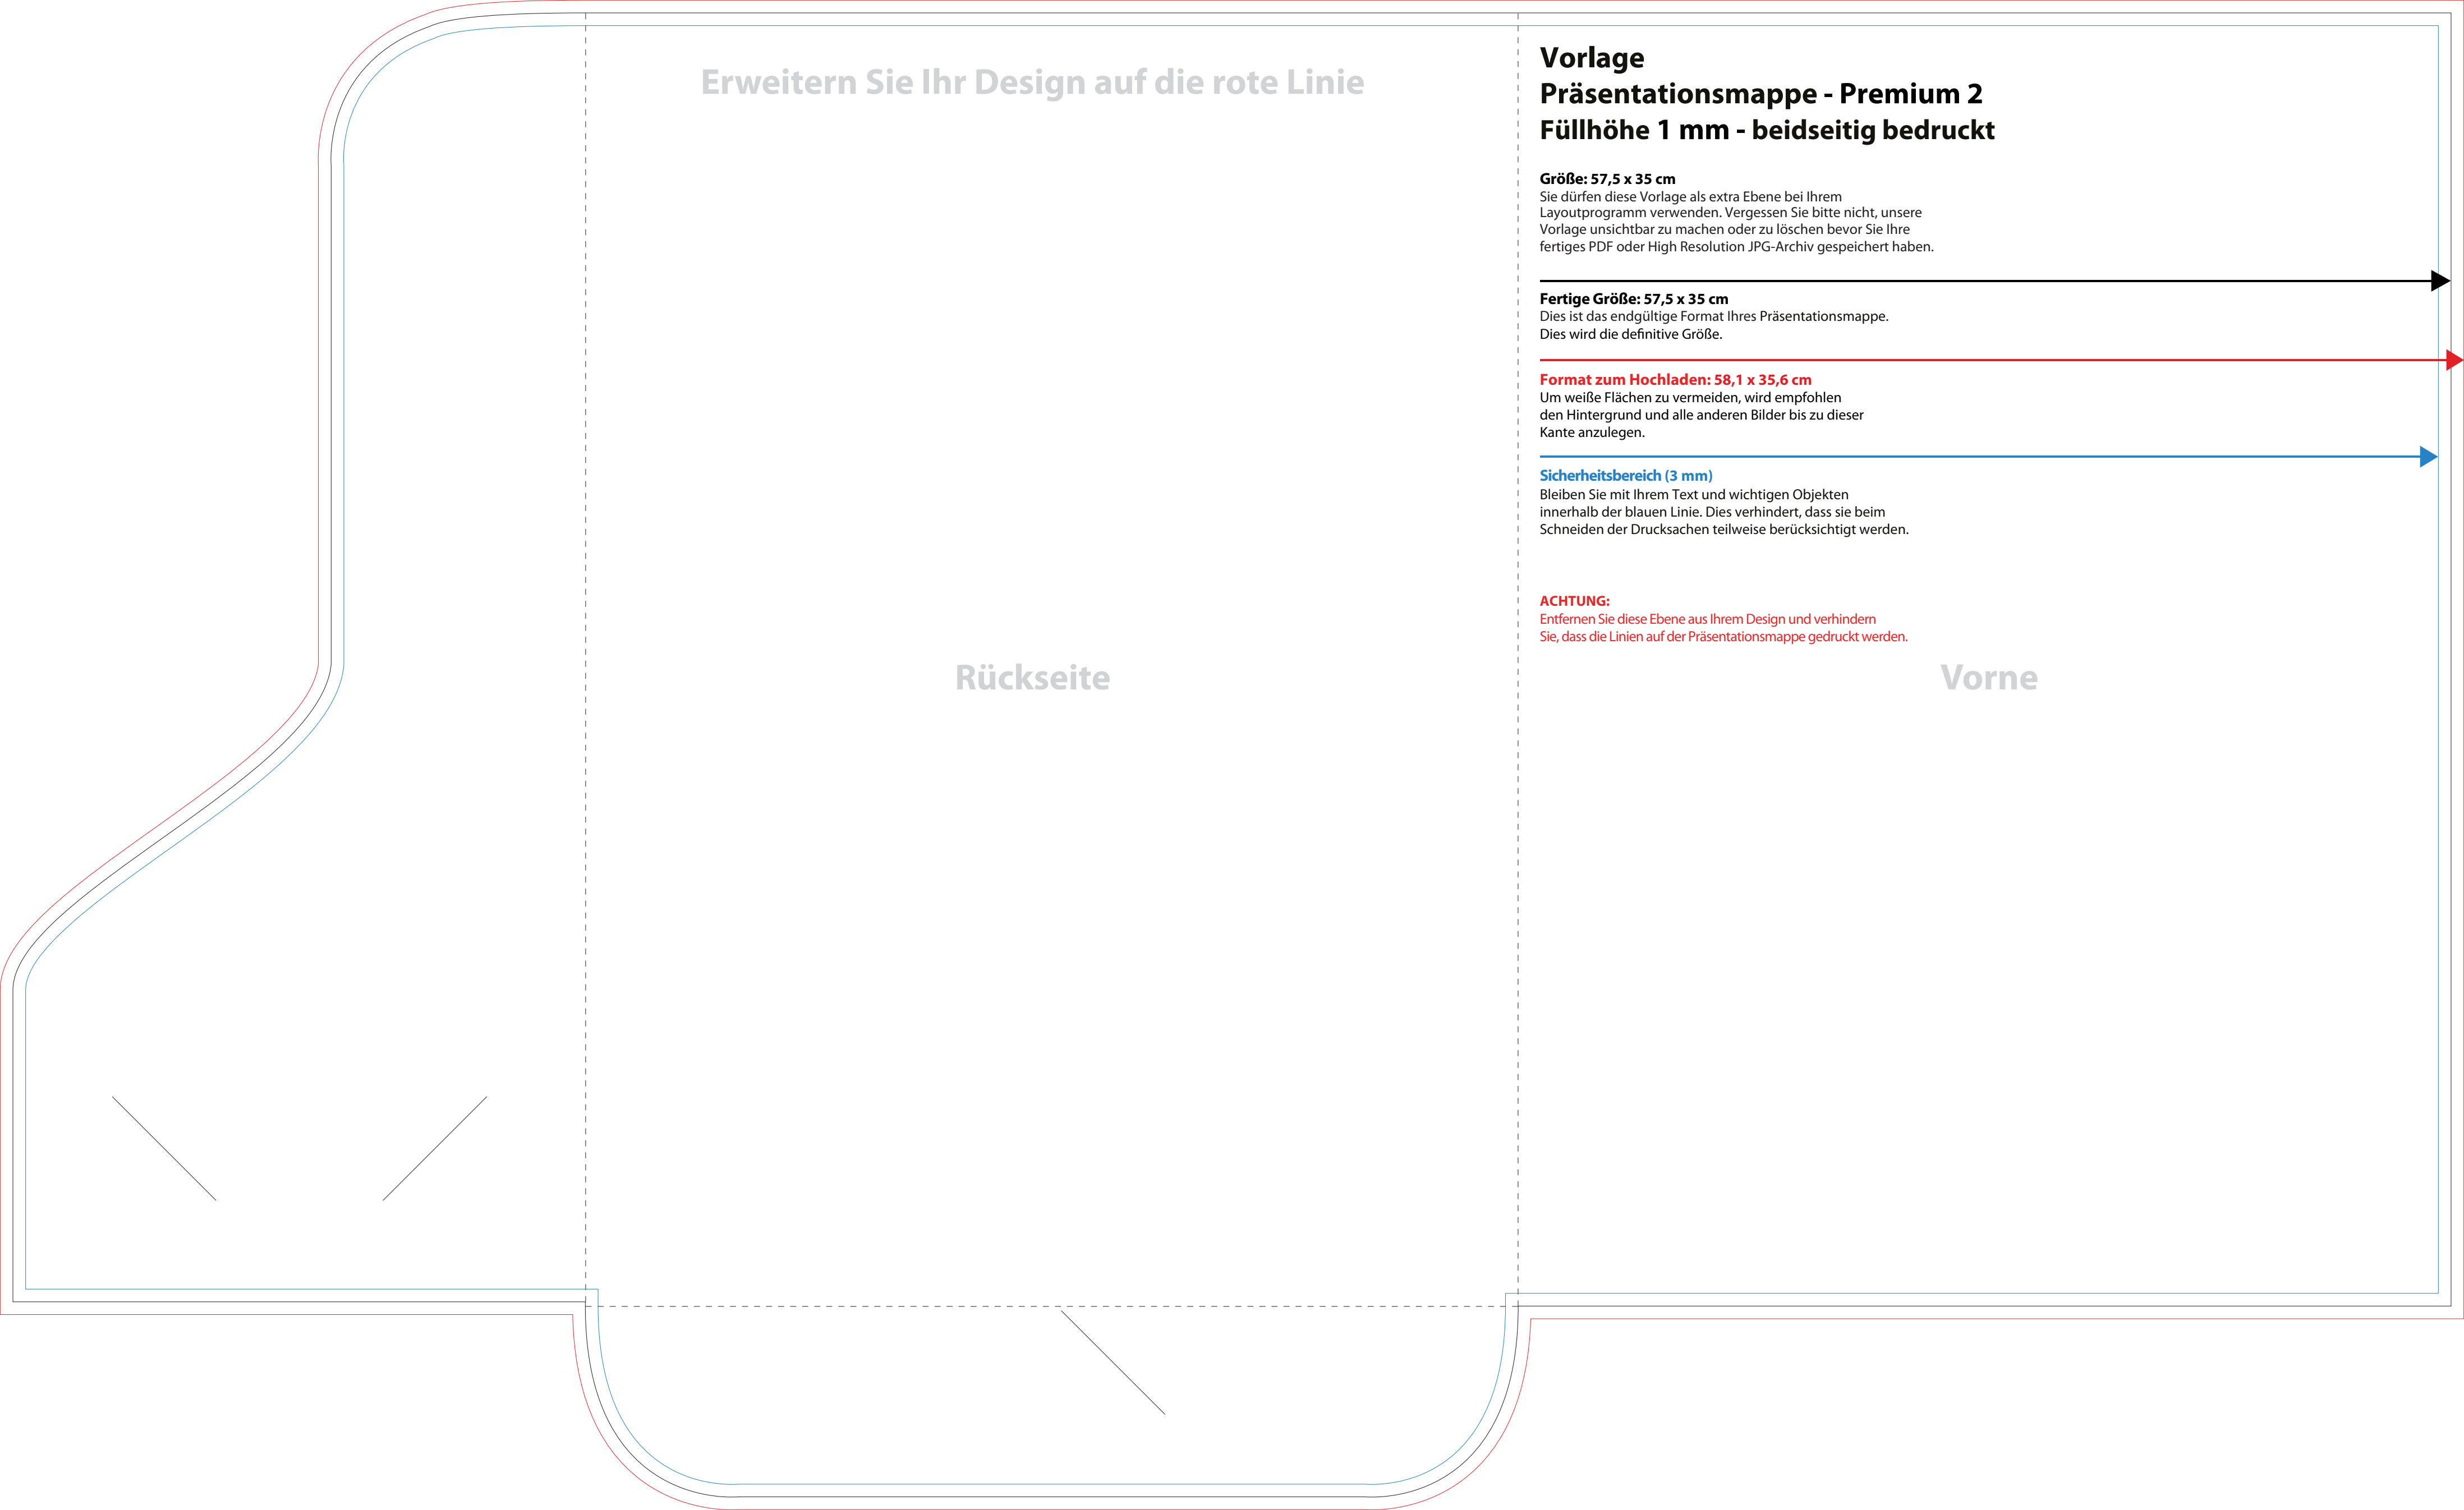 Erweitern Sie Ihr Design auf die rote Linie
Vorlage
Präsentationsmappe - Premium 2
Füllhöhe 1 mm - beidseitig bedruckt
Größe: 57,5 x 35 cm
Sie dürfen diese Vorlage als extra Ebene bei Ihrem
Layoutprogramm verwenden. Vergessen Sie bitte nicht, unsere
Vorlage unsichtbar zu machen oder zu löschen bevor Sie Ihre
fertiges PDF oder High Resolution JPG-Archiv gespeichert haben.
Fertige Größe: 57,5 x 35 cm
Dies ist das endgültige Format Ihres Präsentationsmappe.
Dies wird die definitive Größe.
Format zum Hochladen: 58,1 x 35,6 cm
Um weiße Flächen zu vermeiden, wird empfohlen
den Hintergrund und alle anderen Bilder bis zu dieser
Kante anzulegen.
Sicherheitsbereich (3 mm)
Bleiben Sie mit Ihrem Text und wichtigen Objekten
innerhalb der blauen Linie. Dies verhindert, dass sie beim
Schneiden der Drucksachen teilweise berücksichtigt werden.
ACHTUNG:
Entfernen Sie diese Ebene aus Ihrem Design und verhindern
Sie, dass die Linien auf der Präsentationsmappe gedruckt werden.
Rückseite
Vorne